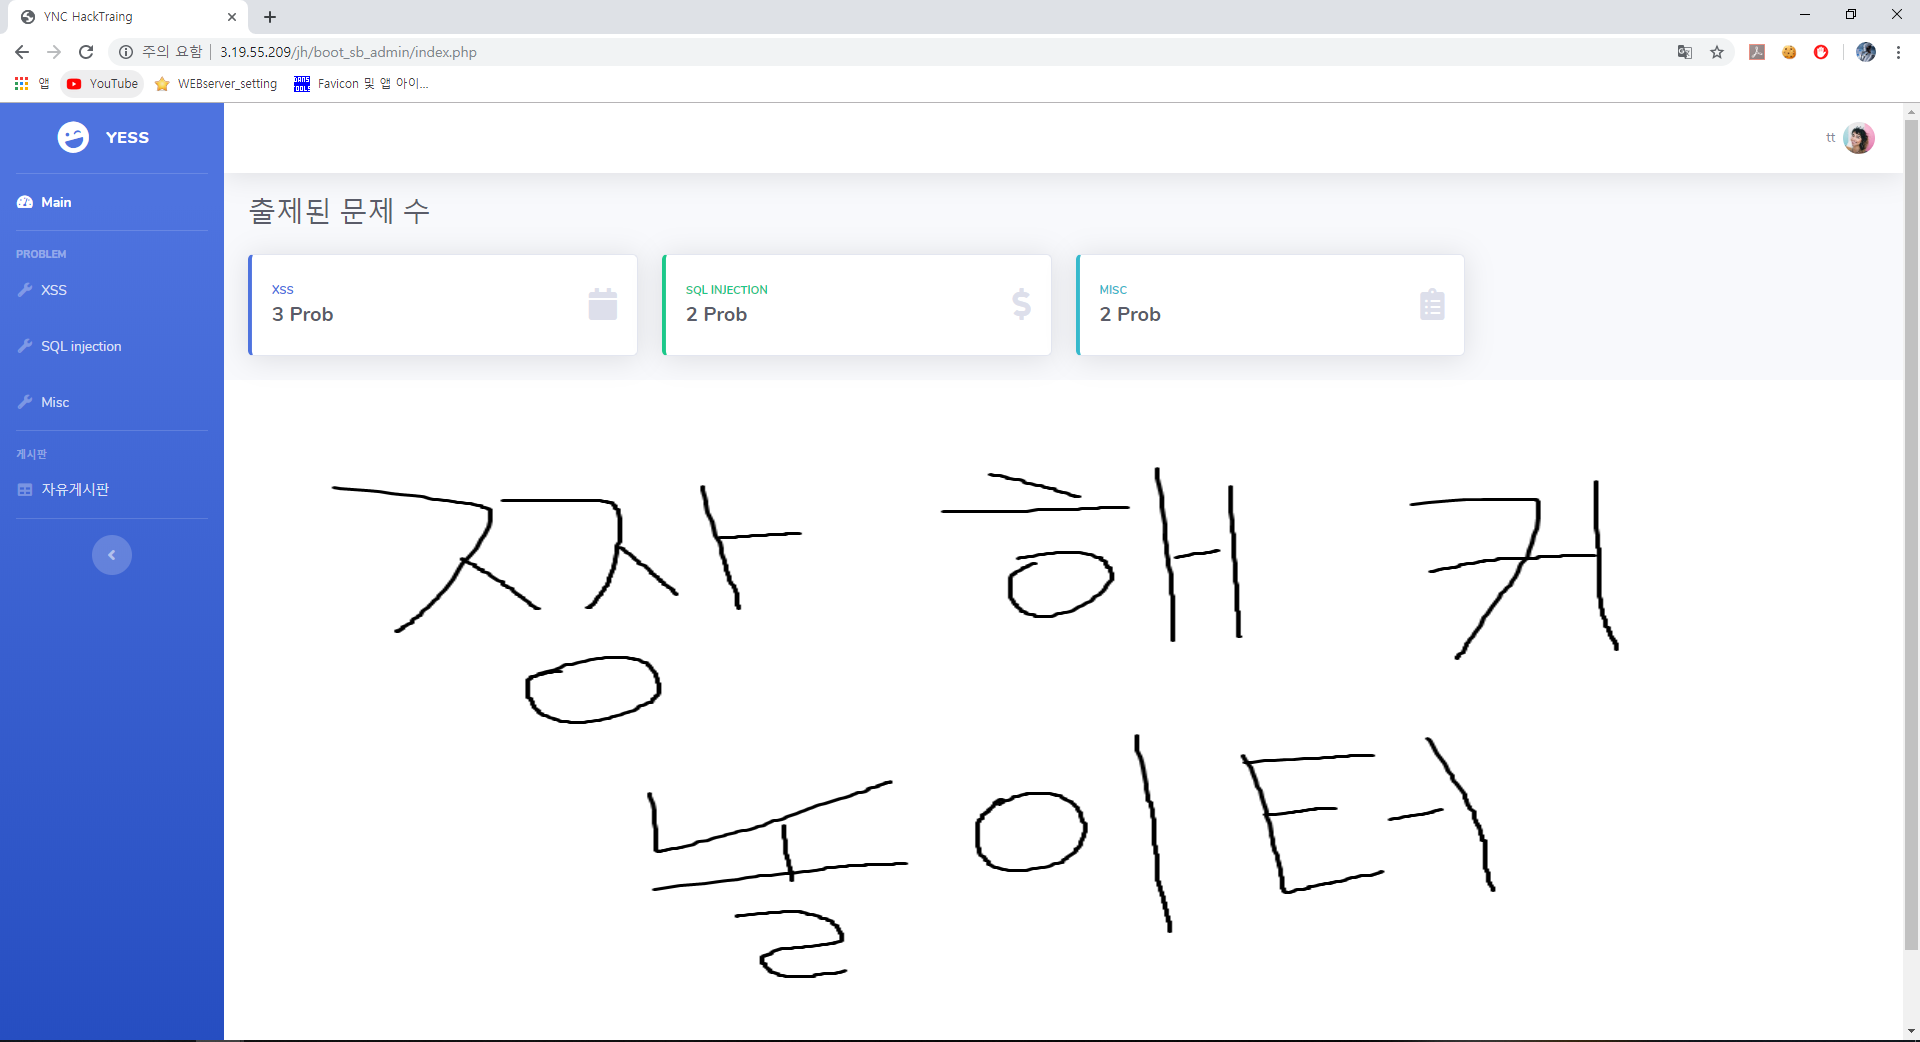 YNC HackTraing
주의 요함 | 3.19.55.209/jh/boot_sb_admin/index.php
앱 YouTube WEBserver_setting Favicon 및 앱 아이...
YESS
tt
Main
PROBLEM
XSS
SQL injection
Misc
게시판
자유게시판
출제된 문제 수
XSS
3 Prob
SQL INJECTION
2 Prob
MISC
2 Prob
짱 해 커
놀이터